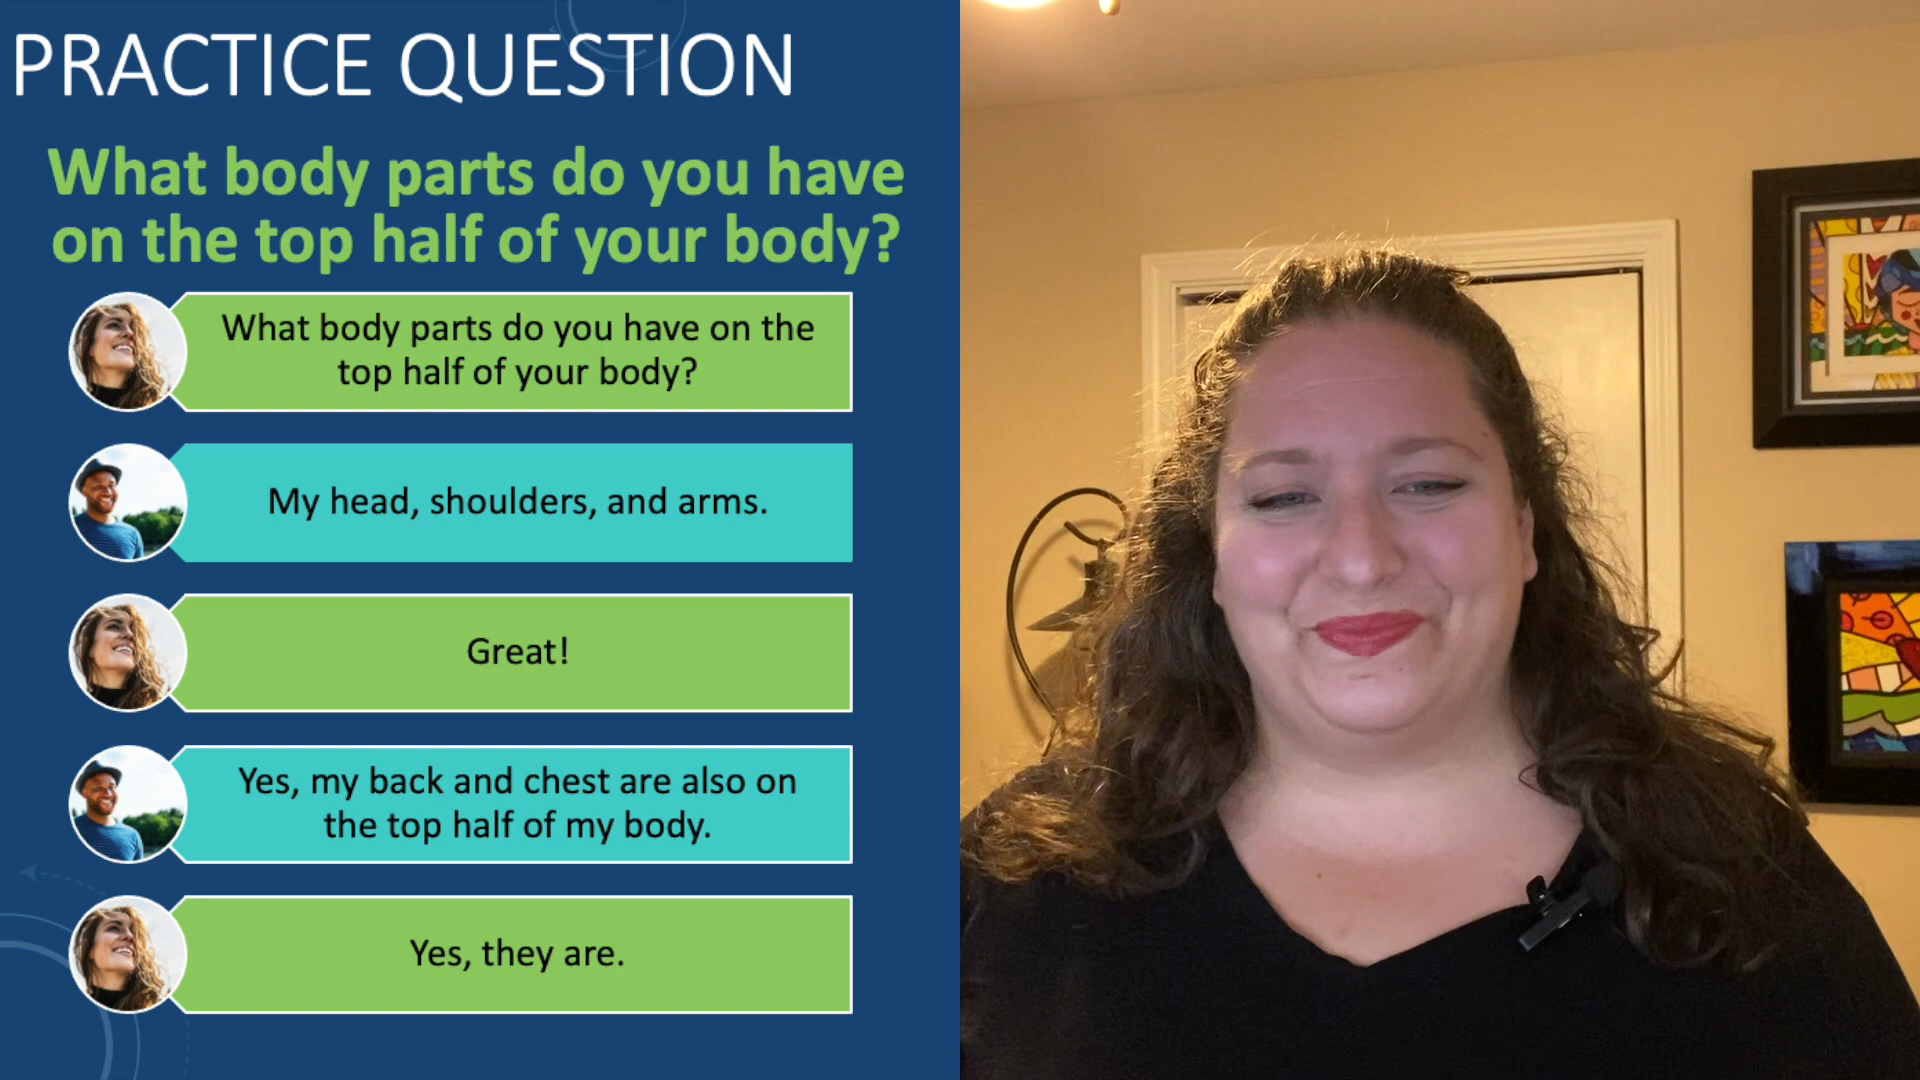 PRACTICE QUESTION
What body parts do you have
on the top half of your body?
What body parts do you have on the
top half of your body?
My head, shoulders, and arms.
Great!
Yes, my back and chest are also on
the top half of my body.
Yes, they are.